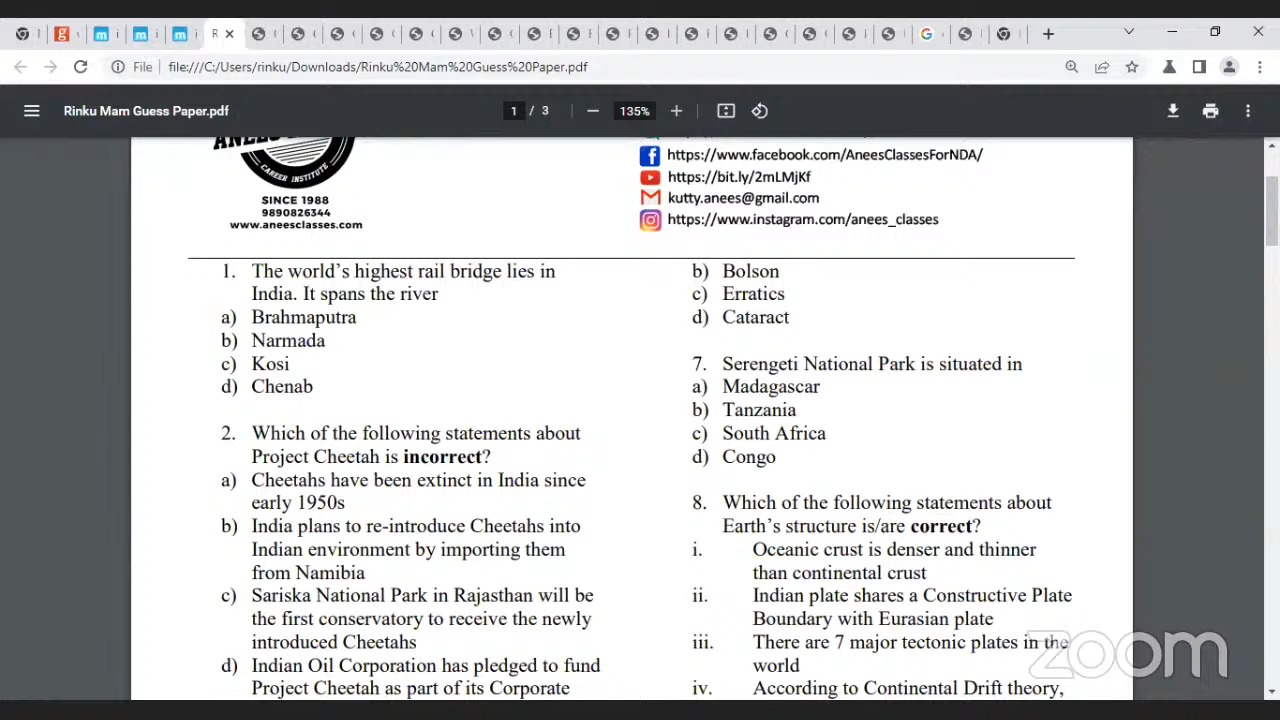 File
file:///C:/Users/rinku/Downloads/Rinku%20Mam%20Guess%20Paper.pdf
Rinku Mam Guess Paper.pdf
1 / 3
135%
CAREER INSTITUTE
SINCE 1988
9890826344
www.aneesclasses.com
https://www.facebook.com/AneesClassesForNDA/
https://bit.ly/2mLMjKf
kutty.anees@gmail.com
https://www.instagram.com/anees_classes
1. The world's highest rail bridge lies in
India. It spans the river
a) Brahmaputra
b) Narmada
c) Kosi
d) Chenab
2. Which of the following statements about
Project Cheetah is incorrect?
a) Cheetahs have been extinct in India since
early 1950s
b) India plans to re-introduce Cheetahs into
Indian environment by importing them
from Namibia
c) Sariska National Park in Rajasthan will be
the first conservatory to receive the newly
introduced Cheetahs
d) Indian Oil Corporation has pledged to fund
Project Cheetah as part of its Corporate
b) Bolson
c) Erratics
d) Cataract
7. Serengeti National Park is situated in
a) Madagascar
b) Tanzania
c) South Africa
d) Congo
8. Which of the following statements about
Earth's structure is/are correct?
i. Oceanic crust is denser and thinner
than continental crust
ii. Indian plate shares a Constructive Plate
Boundary with Eurasian plate
iii. There are 7 major tectonic plates in the
world
iv. According to Continental Drift theory,
zoom